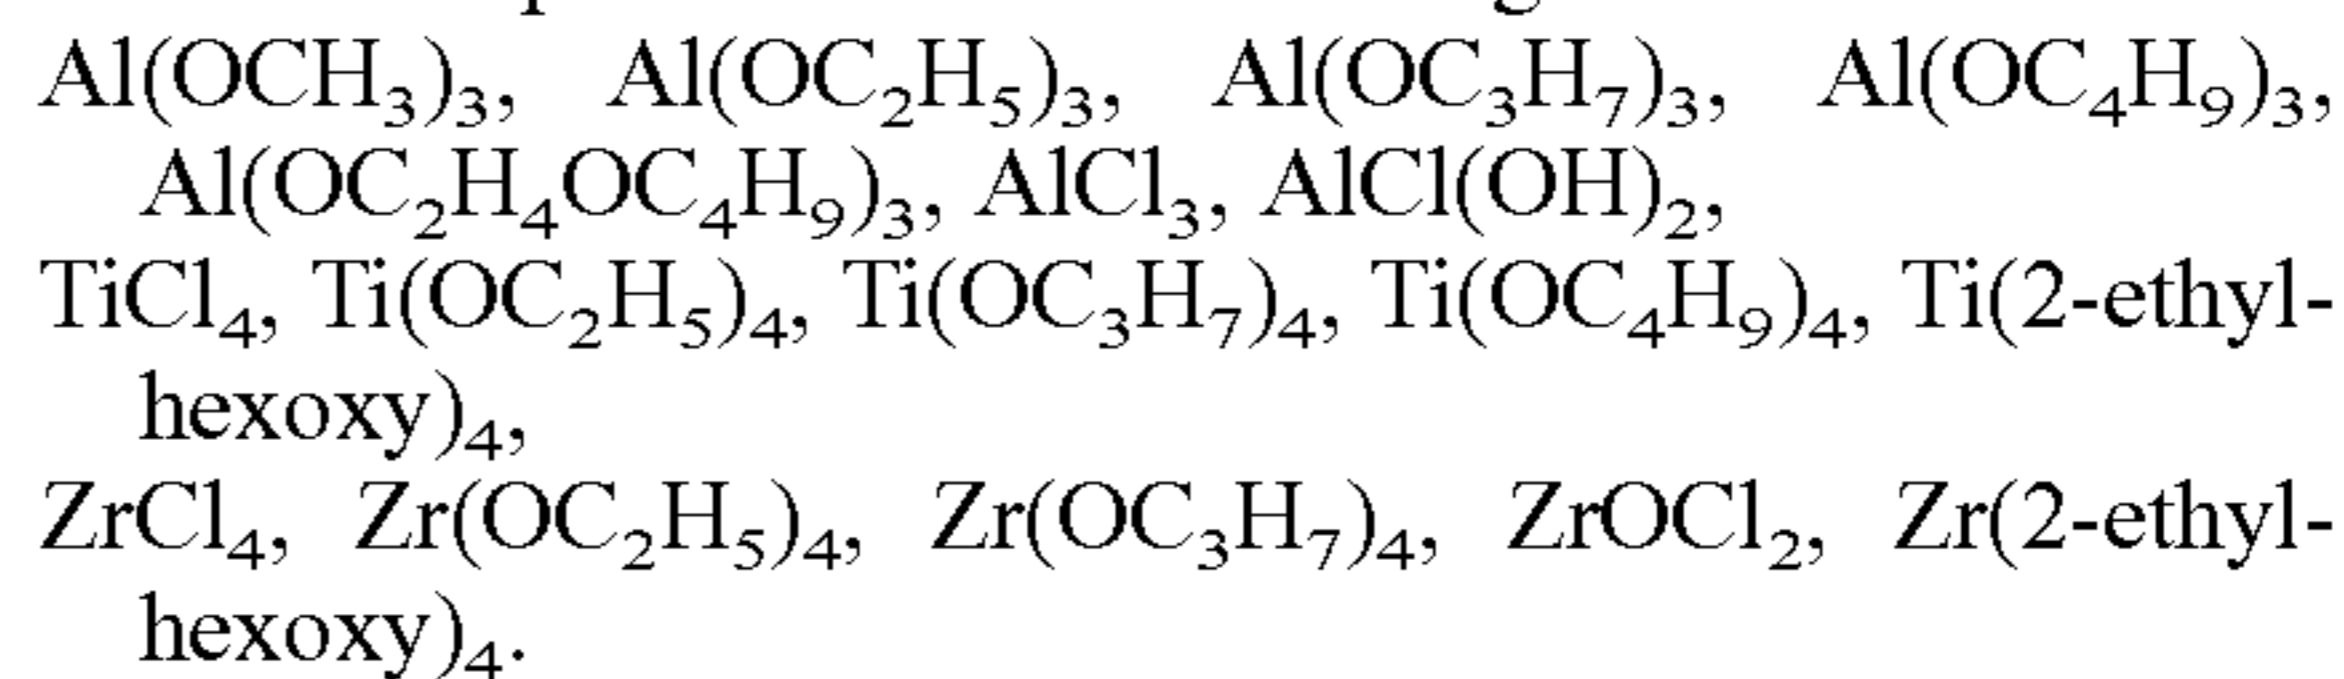 Al(OCH₃)₃, Al(OC₂H₅)₃, Al(OC₃H₇)₃, Al(OC₄H₉)₃,
Al(OC₂H₄OC₄H₉)₃, AlCl₃, AlCl(OH)₂,
TiCl₄, Ti(OC₂H₅)₄, Ti(OC₃H₇)₄, Ti(OC₄H₉)₄, Ti(2-ethyl-
hexoxy)₄,
ZrCl₄, Zr(OC₂H₅)₄, Zr(OC₃H₇)₄, ZrOCl₂, Zr(2-ethyl-
hexoxy)₄.